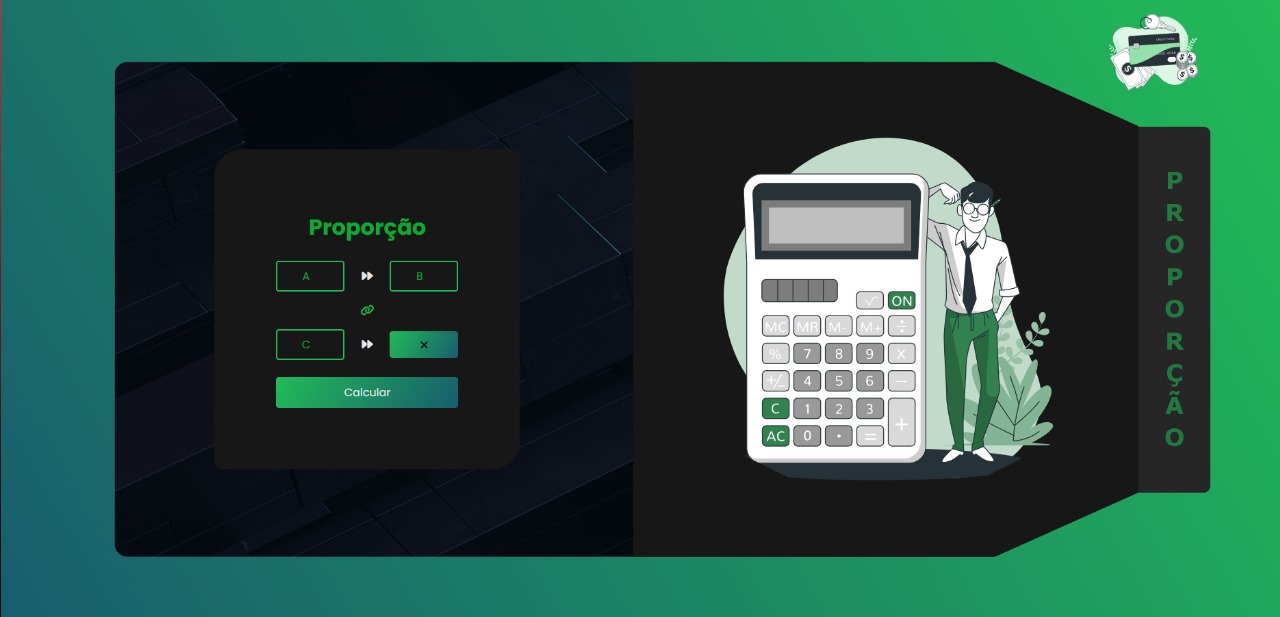 Proporção
A B
C ×
Calcular
ON
MC MR M- M+ ÷
% 7 8 9 X
+/_ 4 5 6 −
C 1 2 3 +
AC 0 . =
P
R
O
P
O
R
Ç
Ã
O